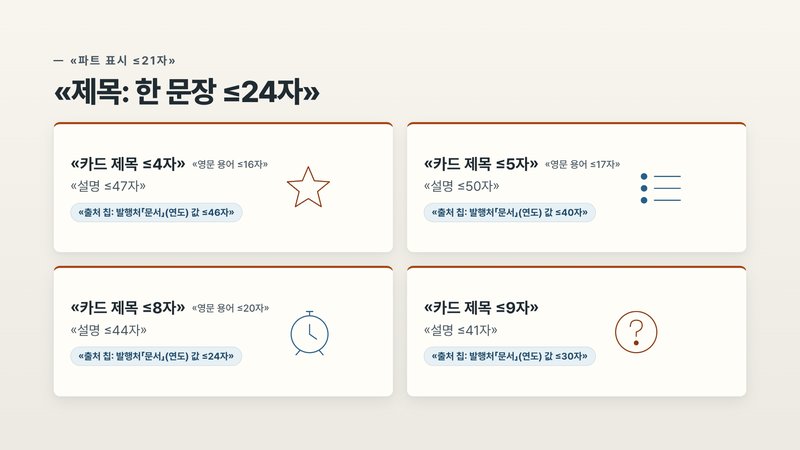 — «파트 표시 ≤21자»
«제목: 한 문장 ≤24자»
«카드 제목 ≤4자» «영문 용어 ≤16자»
«설명 ≤47자»
«출처 칩: 발행처「문서」(연도) 값 ≤46자»
«카드 제목 ≤5자» «영문 용어 ≤17자»
«설명 ≤50자»
«출처 칩: 발행처「문서」(연도) 값 ≤40자»
«카드 제목 ≤8자» «영문 용어 ≤20자»
«설명 ≤44자»
«출처 칩: 발행처「문서」(연도) 값 ≤24자»
«카드 제목 ≤9자»
«설명 ≤41자»
«출처 칩: 발행처「문서」(연도) 값 ≤30자»
?